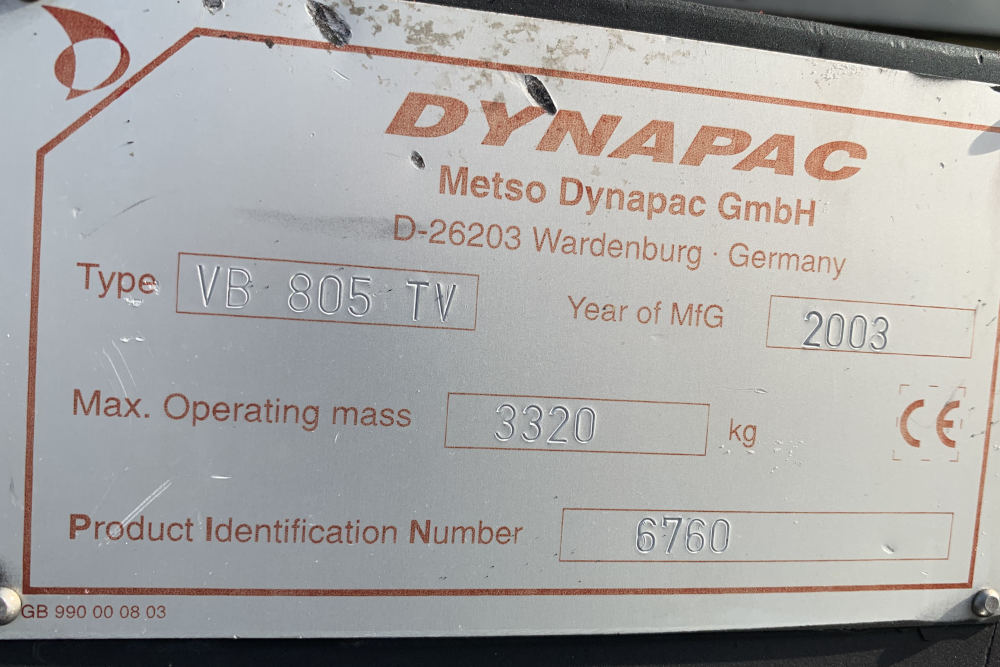 DYNAPAC
Metso Dynapac GmbH
D-26203 Wardenburg · Germany
Type VB 805 TV Year of MfG 2003
Max. Operating mass 3320 kg
CE
Product Identification Number 6760
GB 990 00 08 03